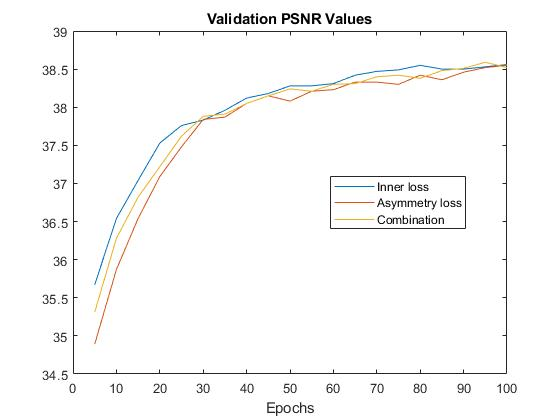 Validation PSNR Values
39
38.5
38
37.5
37
36.5
36
35.5
35
34.5
Inner loss
Asymmetry loss
Combination
0 10 20 30 40 50 60 70 80 90 100
Epochs